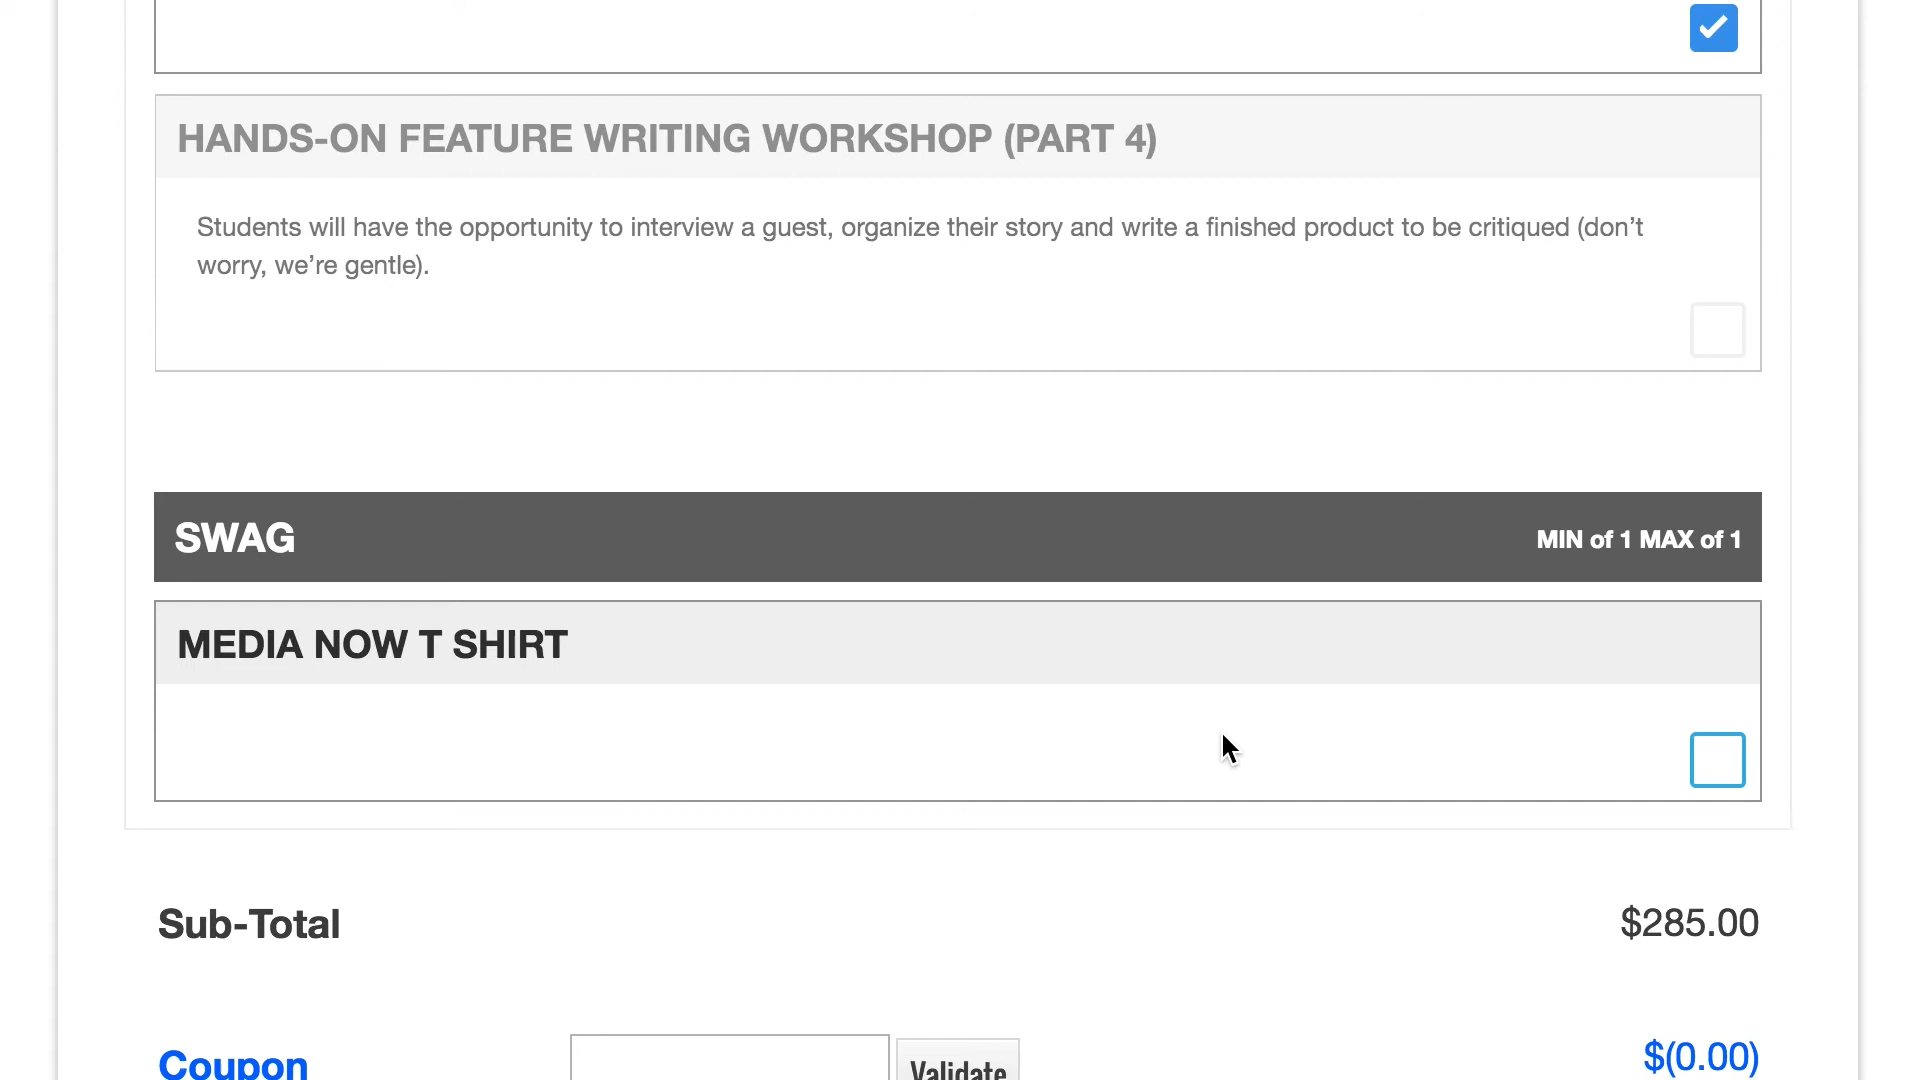 HANDS-ON FEATURE WRITING WORKSHOP (PART 4)
Students will have the opportunity to interview a guest, organize their story and write a finished product to be critiqued (don’t
worry, we’re gentle).
SWAG
MIN of 1 MAX of 1
MEDIA NOW T SHIRT
Sub-Total
$285.00
Coupon
Validate
$(0.00)